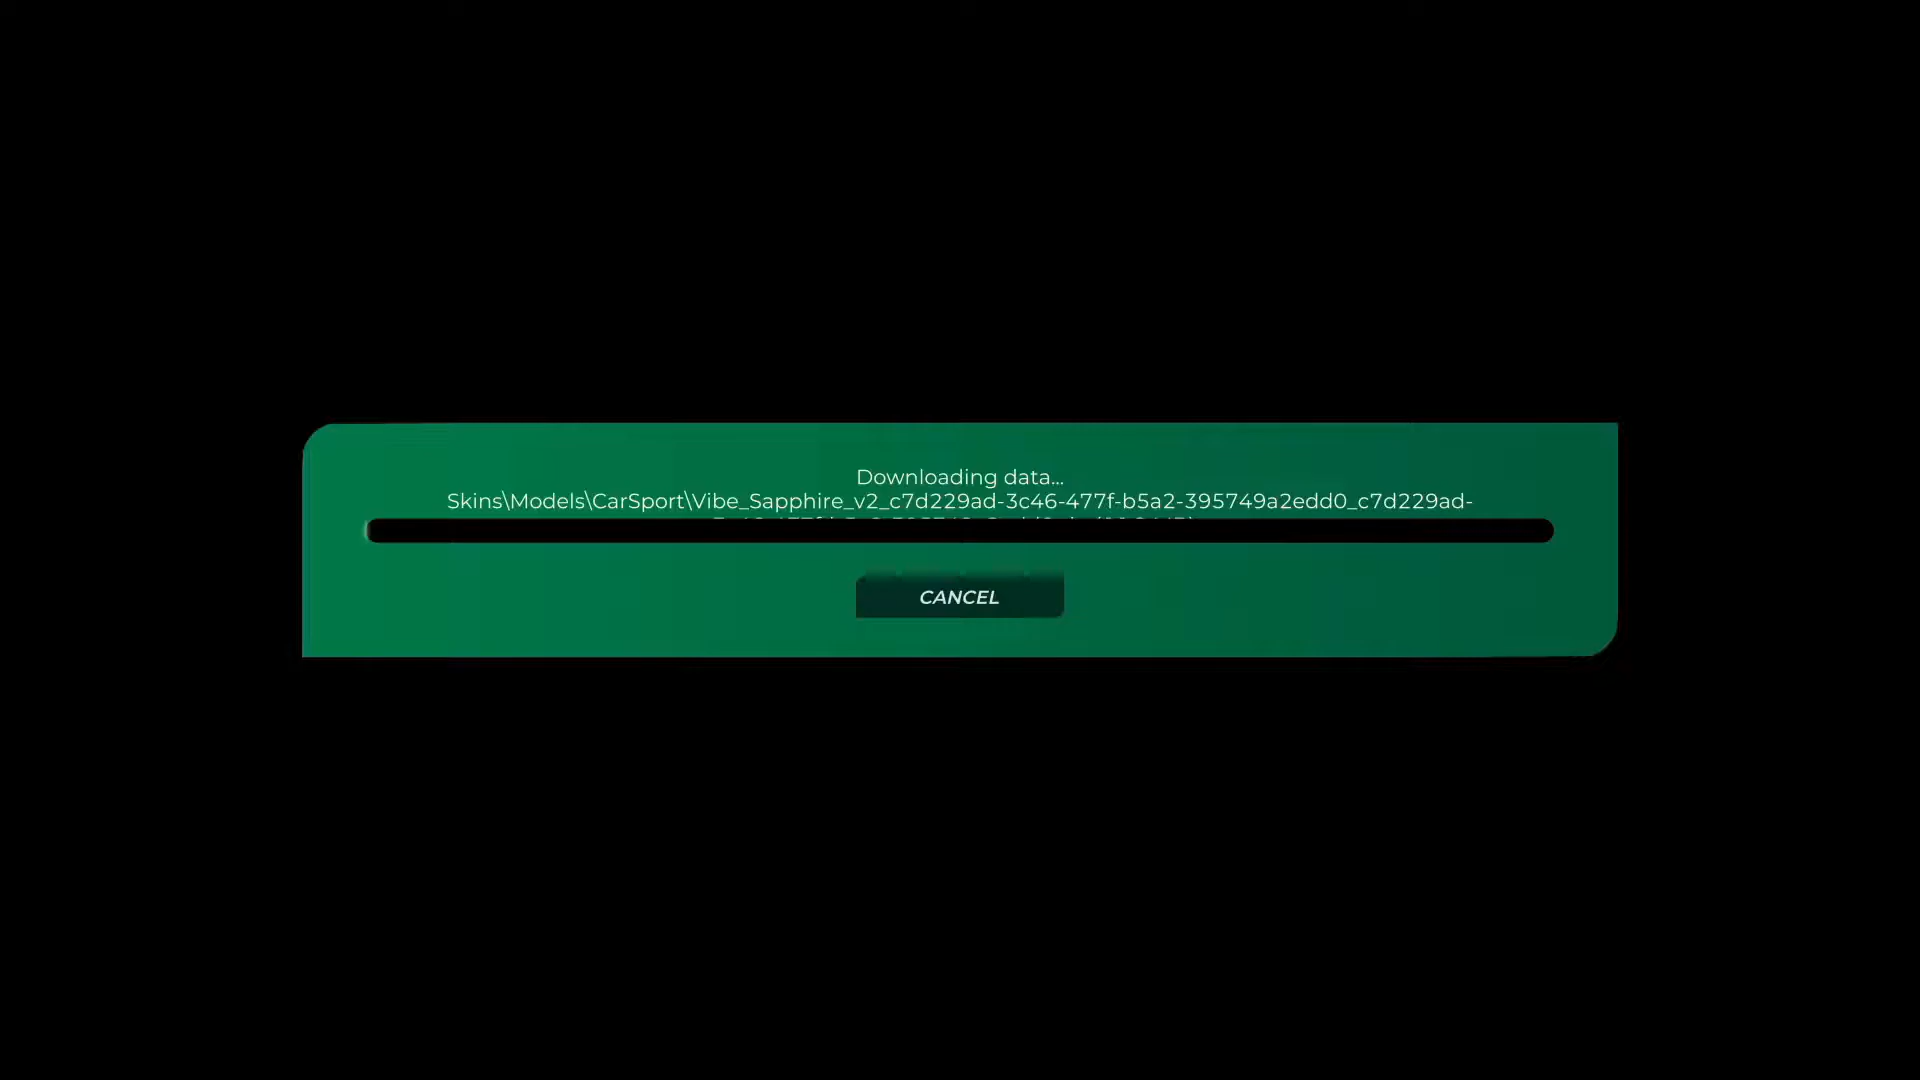 Downloading data...
Skins\Models\CarSport\Vibe_Sapphire_v2_c7d229ad-3c46-477f-b5a2-395749a2edd0_c7d229ad-
CANCEL